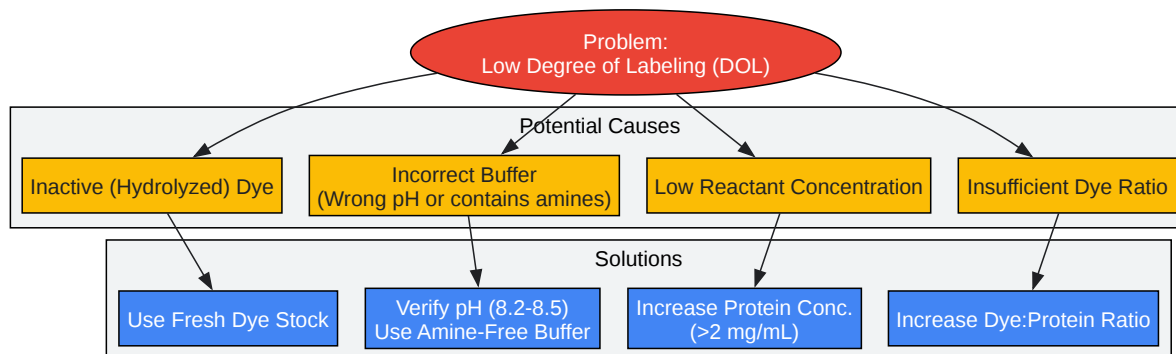 Problem:
Low Degree of Labeling (DOL)
Potential Causes
Inactive (Hydrolyzed) Dye
Incorrect Buffer
(Wrong pH or contains amines)
Low Reactant Concentration
Insufficient Dye Ratio
Solutions
Use Fresh Dye Stock
Verify pH (8.2-8.5)
Use Amine-Free Buffer
Increase Protein Conc.
(>2 mg/mL)
Increase Dye:Protein Ratio